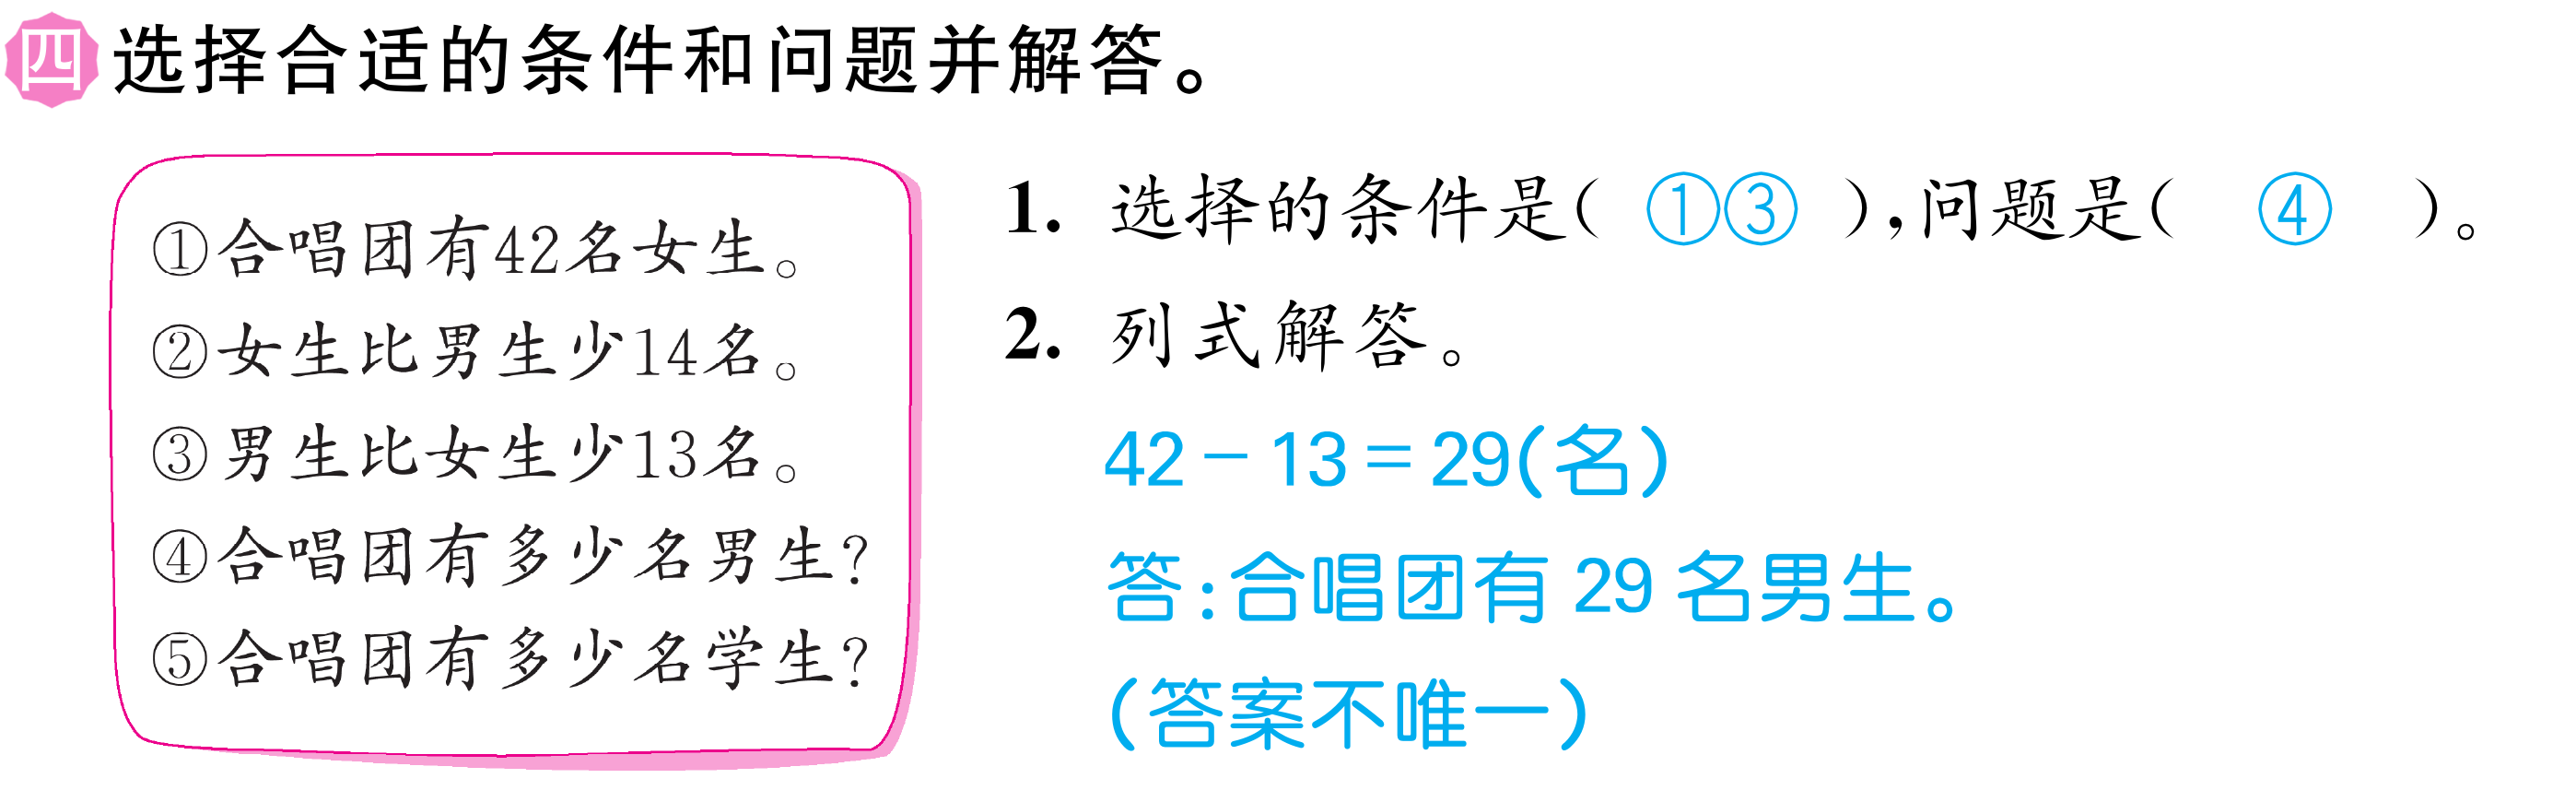 四 选择合适的条件和问题并解答。
①合唱团有42名女生。
②女生比男生少14名。
③男生比女生少13名。
④合唱团有多少名男生?
⑤合唱团有多少名学生?
1. 选择的条件是( ①③ ),问题是( ④ )。
2. 列式解答。
42－13＝29(名)
答:合唱团有 29 名男生。
(答案不唯一)